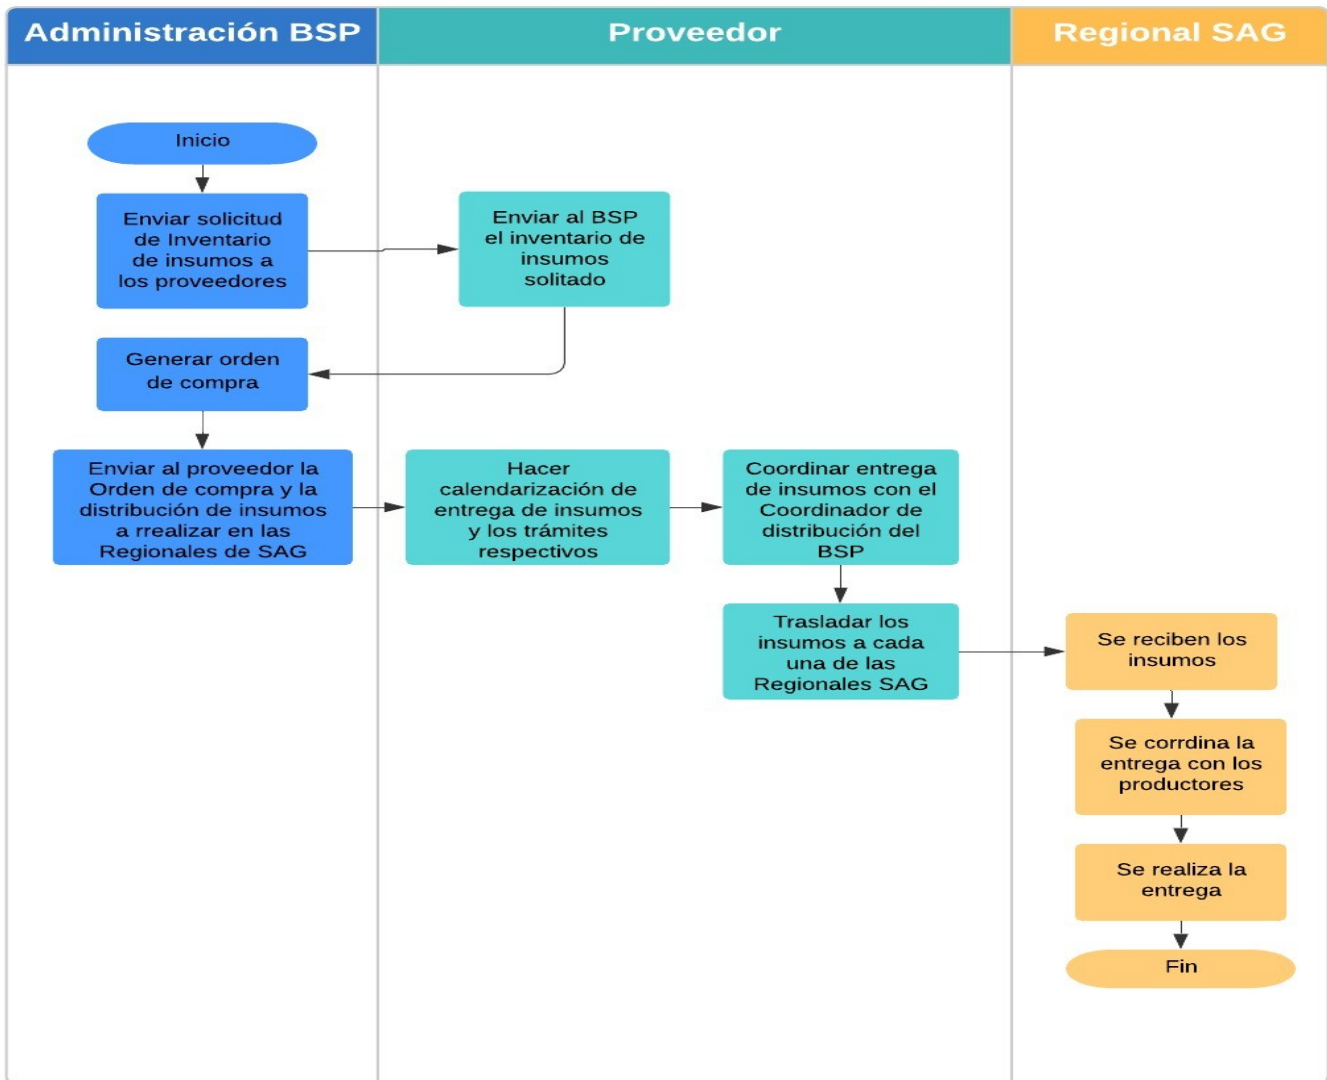 Administración BSP
Proveedor
Regional SAG
Inicio
Enviar solicitud
de Inventario
de insumos a
los proveedores
Enviar al BSP
el inventario de
insumos
solitado
Generar orden
de compra
Enviar al proveedor la
Orden de compra y la
distribución de insumos
a rrealizar en las
Regionales de SAG
Hacer
calendarización de
entrega de insumos
y los trámites
respectivos
Coordinar entrega
de insumos con el
Coordinador de
distribución del
BSP
Trasladar los
insumos a cada
una de las
Regionales SAG
Se reciben los
insumos
Se corrdina la
entrega con los
productores
Se realiza la
entrega
Fin